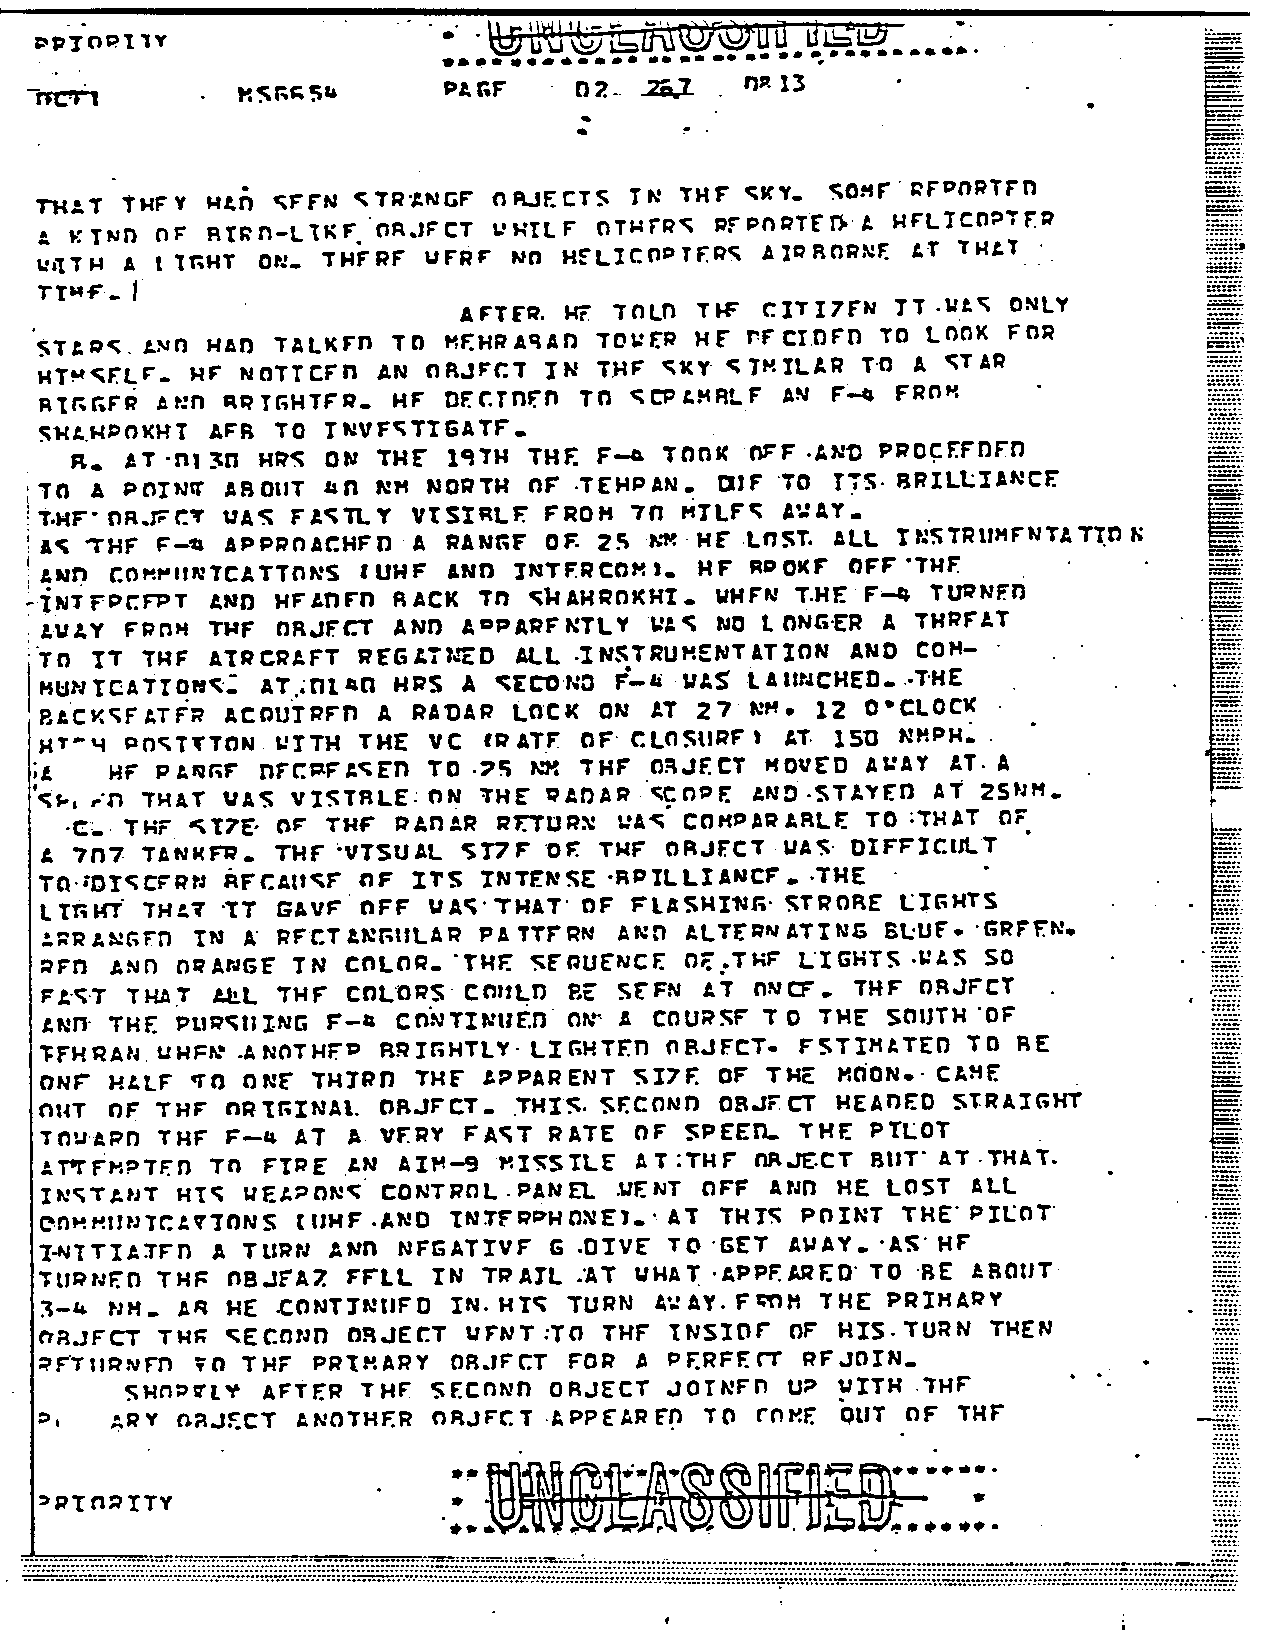 PRIORITY UNCLASSIFIED
DCT1 MSG654 PAGE 02 267 0813
THAT THEY HAD SEEN STRANGE OBJECTS IN THE SKY. SOME REPORTED
A KIND OF BIRD-LIKE OBJECT WHILE OTHERS REPORTED A HELICOPTER
WITH A LIGHT ON. THERE WERE NO HELICOPTERS AIRBORNE AT THAT
TIME.
AFTER HE TOLD THE CITIZEN IT WAS ONLY
STARS AND HAD TALKED TO MEHRABAD TOWER HE DECIDED TO LOOK FOR
HIMSELF. HE NOTICED AN OBJECT IN THE SKY SIMILAR TO A STAR
BIGGER AND BRIGHTER. HE DECIDED TO SCRAMBLE AN F-4 FROM
SHAHROKHI AFB TO INVESTIGATE.
B. AT 0130 HRS ON THE 19TH THE F-4 TOOK OFF AND PROCEEDED
TO A POINT ABOUT 40 NM NORTH OF TEHRAN. DUE TO ITS BRILLIANCE
THE OBJECT WAS EASILY VISIBLE FROM 70 MILES AWAY.
AS THE F-4 APPROACHED A RANGE OF 25 NM HE LOST ALL INSTRUMENTATION
AND COMMUNICATIONS (UHF AND INTERCOM). HE BROKE OFF THE
INTERCEPT AND HEADED BACK TO SHAHROKHI. WHEN THE F-4 TURNED
AWAY FROM THE OBJECT AND APPARENTLY WAS NO LONGER A THREAT
TO IT THE AIRCRAFT REGAINED ALL INSTRUMENTATION AND COM-
MUNICATIONS. AT 0140 HRS A SECOND F-4 WAS LAUNCHED. THE
BACKSEATER ACQUIRED A RADAR LOCK ON AT 27 NM. 12 O'CLOCK
HIGH POSITION WITH THE VC (RATE OF CLOSURE) AT 150 NMPH.
A HE RANGE DECREASED TO 25 NM THE OBJECT MOVED AWAY AT A
SPEED THAT WAS VISIBLE ON THE RADAR SCOPE AND STAYED AT 25NM.
C. THE SIZE OF THE RADAR RETURN WAS COMPARABLE TO THAT OF
A 707 TANKER. THE VISUAL SIZE OF THE OBJECT WAS DIFFICULT
TO DISCERN BECAUSE OF ITS INTENSE BRILLIANCE. THE
LIGHT THAT IT GAVE OFF WAS THAT OF FLASHING STROBE LIGHTS
ARRANGED IN A RECTANGULAR PATTERN AND ALTERNATING BLUE. GREEN.
RED AND ORANGE IN COLOR. THE SEQUENCE OF THE LIGHTS WAS SO
FAST THAT ALL THE COLORS COULD BE SEEN AT ONCE. THE OBJECT
AND THE PURSUING F-4 CONTINUED ON A COURSE TO THE SOUTH OF
TEHRAN WHEN ANOTHER BRIGHTLY LIGHTED OBJECT. ESTIMATED TO BE
ONE HALF TO ONE THIRD THE APPARENT SIZE OF THE MOON. CAME
OUT OF THE ORIGINAL OBJECT. THIS SECOND OBJECT HEADED STRAIGHT
TOWARD THE F-4 AT A VERY FAST RATE OF SPEED. THE PILOT
ATTEMPTED TO FIRE AN AIM-9 MISSILE AT THE OBJECT BUT AT THAT
INSTANT HIS WEAPONS CONTROL PANEL WENT OFF AND HE LOST ALL
COMMUNICATIONS (UHF AND INTERPHONE). AT THIS POINT THE PILOT
INITIATED A TURN AND NEGATIVE G DIVE TO GET AWAY. AS HE
TURNED THE OBJEAZ FELL IN TRAIL AT WHAT APPEARED TO BE ABOUT
3-4 NM. AS HE CONTINUED IN HIS TURN AWAY FROM THE PRIMARY
OBJECT THE SECOND OBJECT WENT TO THE INSIDE OF HIS TURN THEN
RETURNED TO THE PRIMARY OBJECT FOR A PERFECT REJOIN.
SHORTLY AFTER THE SECOND OBJECT JOINED UP WITH THE
P ARY OBJECT ANOTHER OBJECT APPEARED TO COME OUT OF THE
UNCLASSIFIED
PRIORITY